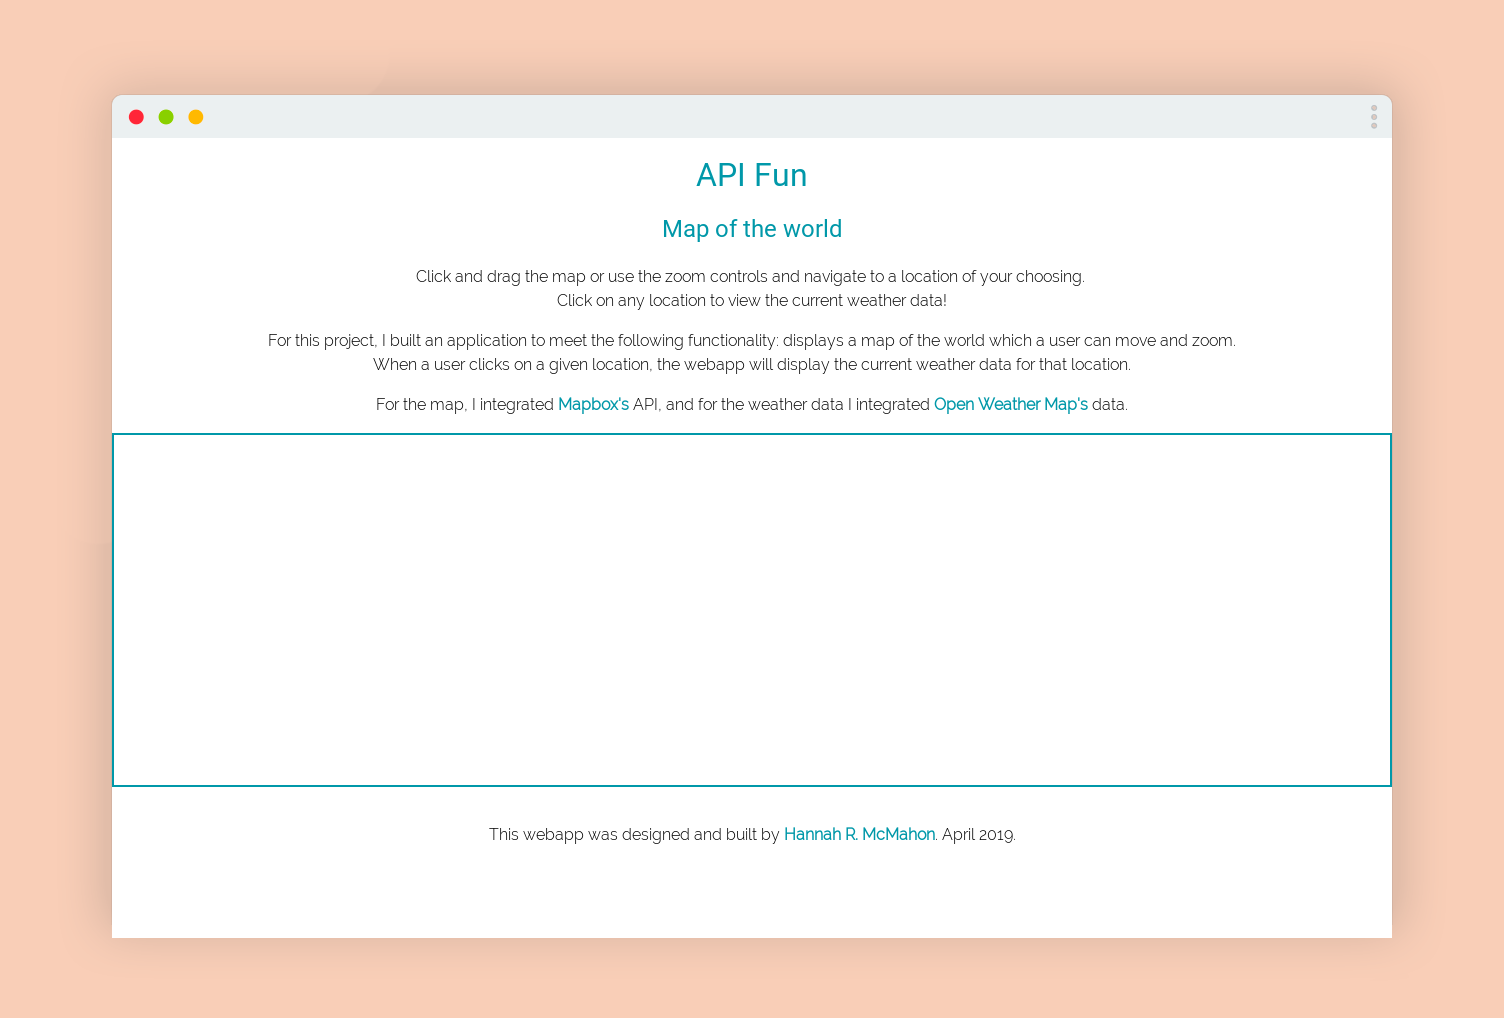 API Fun
Map of the world
Click and drag the map or use the zoom controls and navigate to a location of your choosing.
Click on any location to view the current weather data!
For this project, I built an application to meet the following functionality: displays a map of the world which a user can move and zoom.
When a user clicks on a given location, the webapp will display the current weather data for that location.
For the map, I integrated Mapbox's API, and for the weather data I integrated Open Weather Map's data.
This webapp was designed and built by Hannah R. McMahon. April 2019.